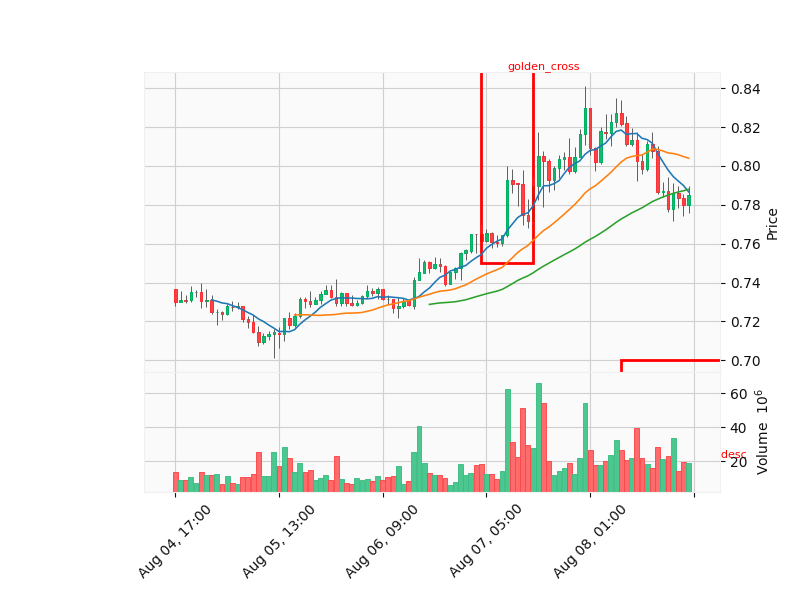 golden_cross
0.84
0.82
0.80
0.78
0.76
0.74
0.72
0.70
Price
60
40
20
Volume 10^6
desc
Aug 04, 17:00
Aug 05, 13:00
Aug 06, 09:00
Aug 07, 05:00
Aug 08, 01:00